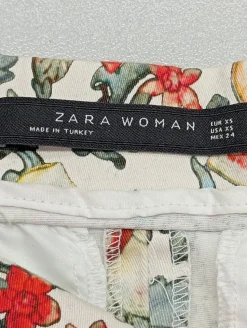 ZARA WOMAN
MADE IN TURKEY
EUR XS
USA XS
MEX 24